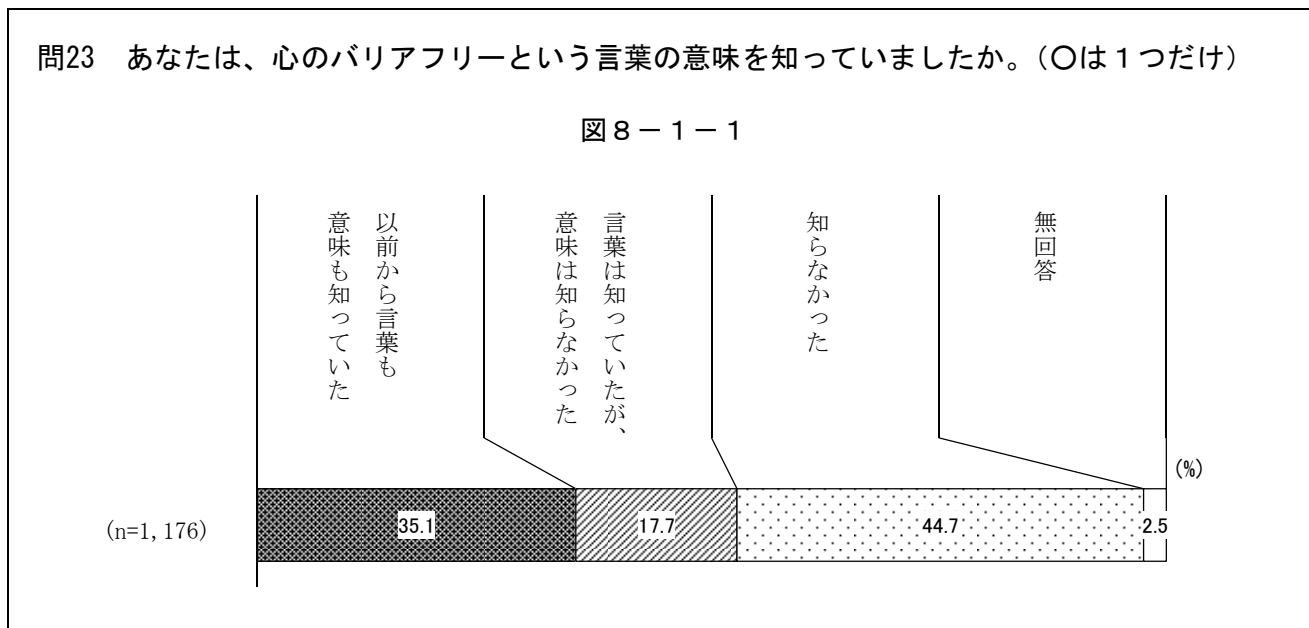 問23　あなたは、心のバリアフリーという言葉の意味を知っていましたか。（〇は１つだけ）
図８－１－１
以前から言葉も
意味も知っていた
言葉は知っていたが、
意味は知らなかった
知らなかった
無回答
(%)
(n=1,176)
35.1
17.7
44.7
2.5